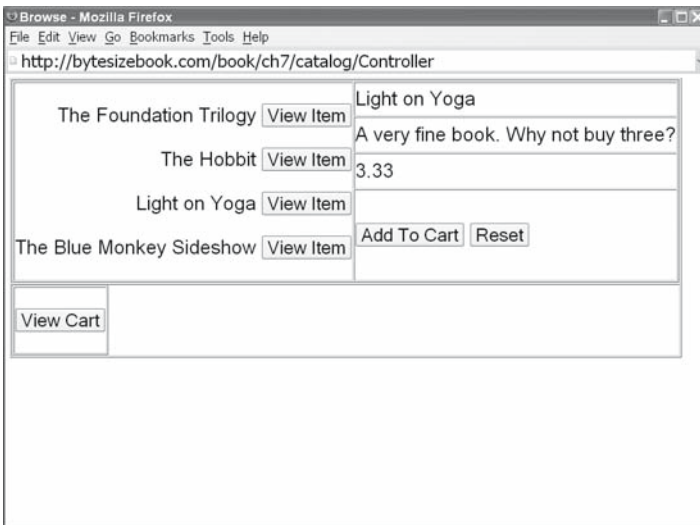 Browse - Mozilla Firefox
File Edit View Go Bookmarks Tools Help
http://bytesizebook.com/book/ch7/catalog/Controller
The Foundation Trilogy View Item
The Hobbit View Item
Light on Yoga View Item
The Blue Monkey Sideshow View Item
Light on Yoga
A very fine book. Why not buy three?
3.33
Add To Cart Reset
View Cart